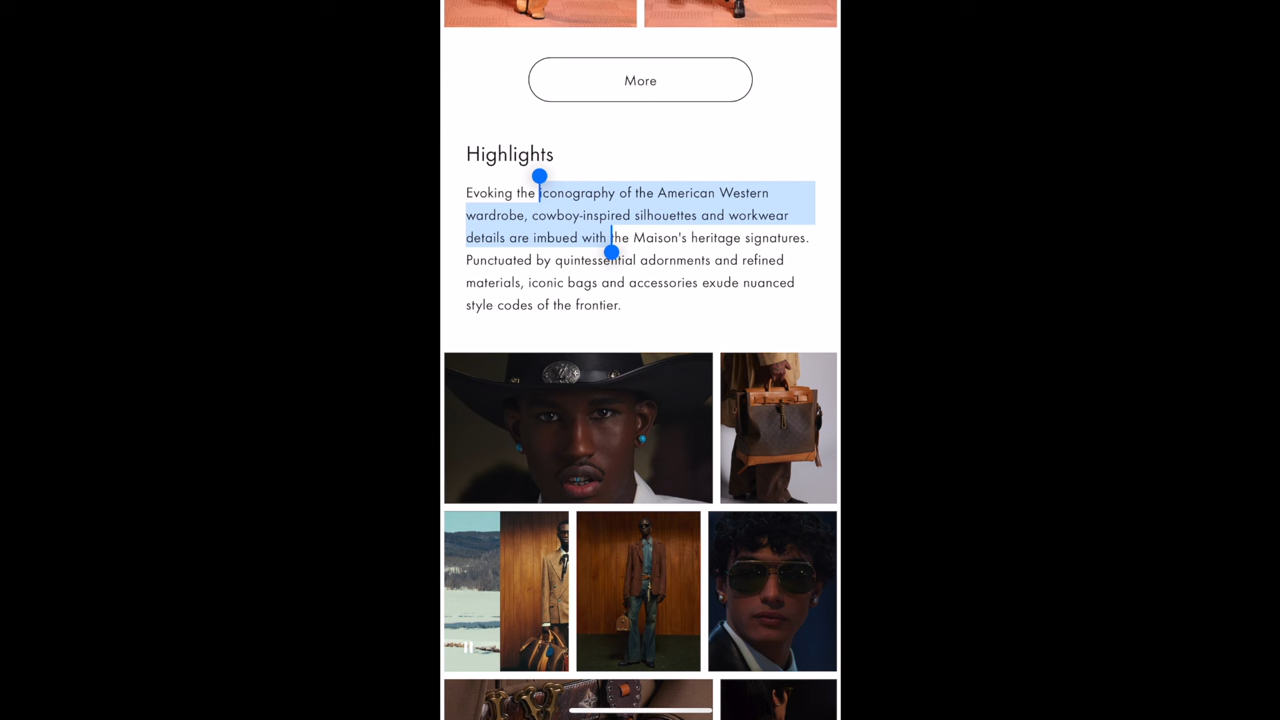 More
Highlights
Evoking the iconography of the American Western
wardrobe, cowboy-inspired silhouettes and workwear
details are imbued with the Maison's heritage signatures.
Punctuated by quintessential adornments and refined
materials, iconic bags and accessories exude nuanced
style codes of the frontier.